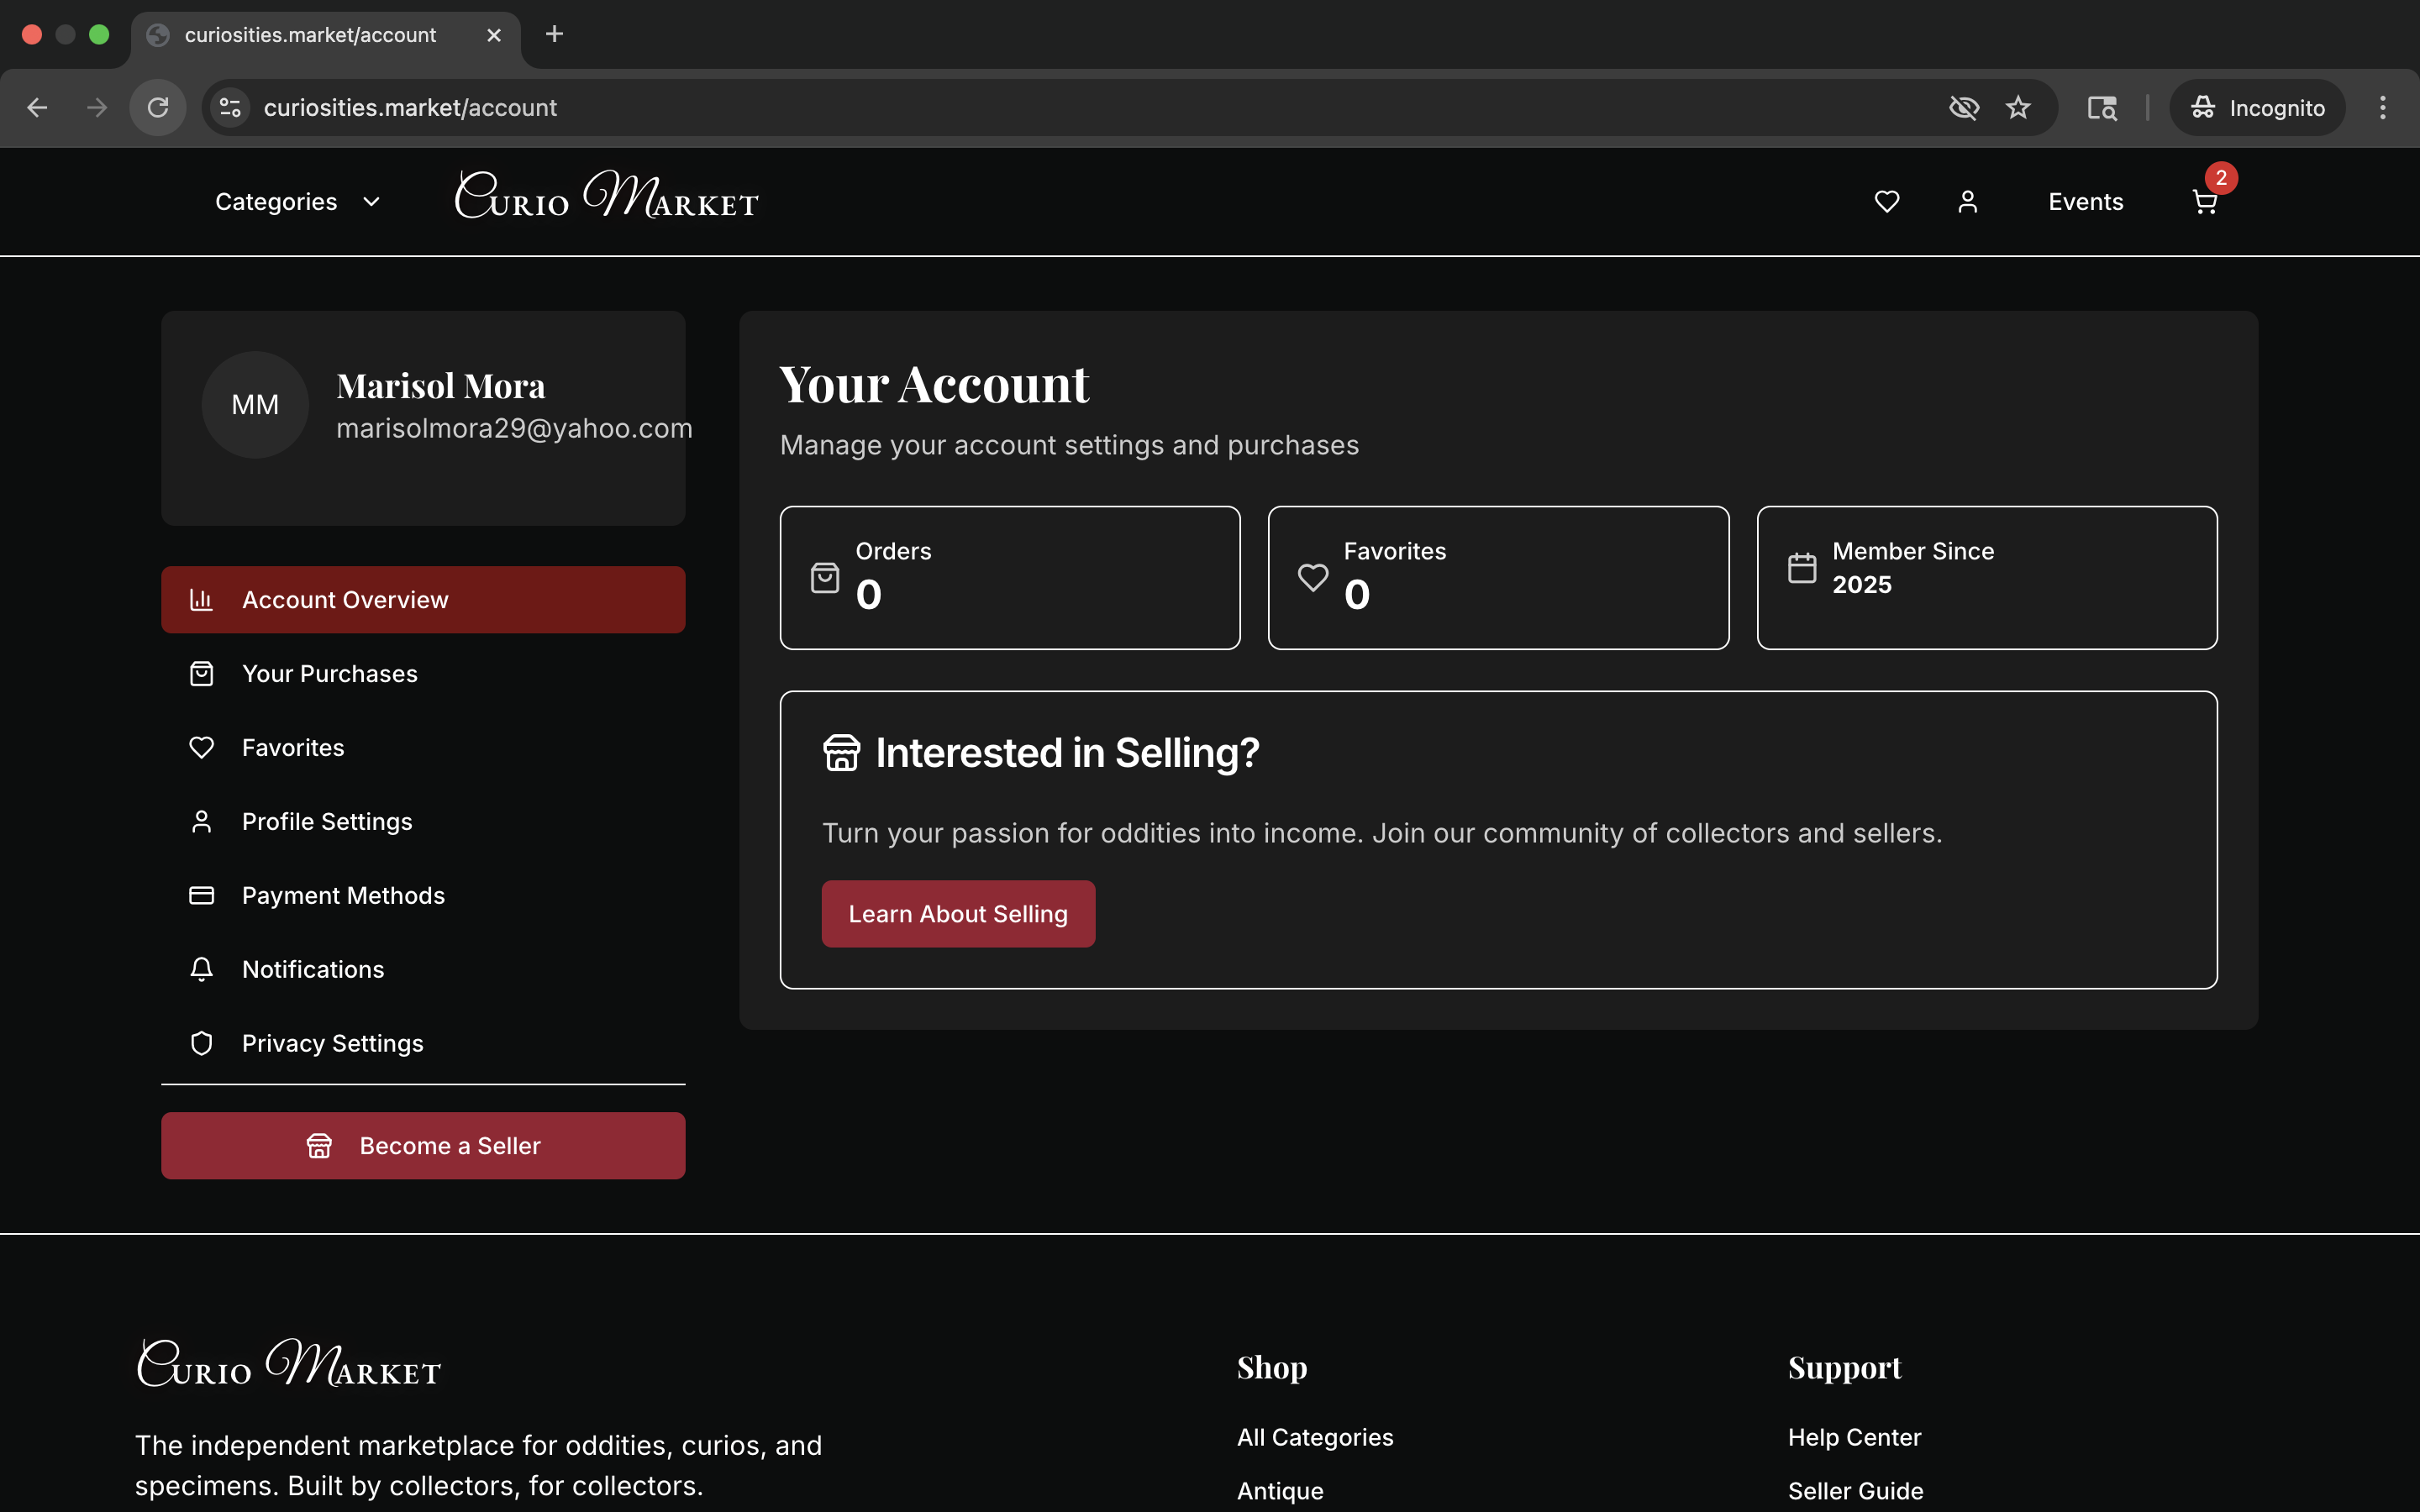 curiosities.market/account
curiosities.market/account
Incognito
Categories
Curio Market
Events
2
MM
Marisol Mora
marisolmora29@yahoo.com
Account Overview
Your Purchases
Favorites
Profile Settings
Payment Methods
Notifications
Privacy Settings
Become a Seller
Your Account
Manage your account settings and purchases
Orders
0
Favorites
0
Member Since
2025
Interested in Selling?
Turn your passion for oddities into income. Join our community of collectors and sellers.
Learn About Selling
Curio Market
The independent marketplace for oddities, curios, and
specimens. Built by collectors, for collectors.
Shop
All Categories
Antique
Support
Help Center
Seller Guide